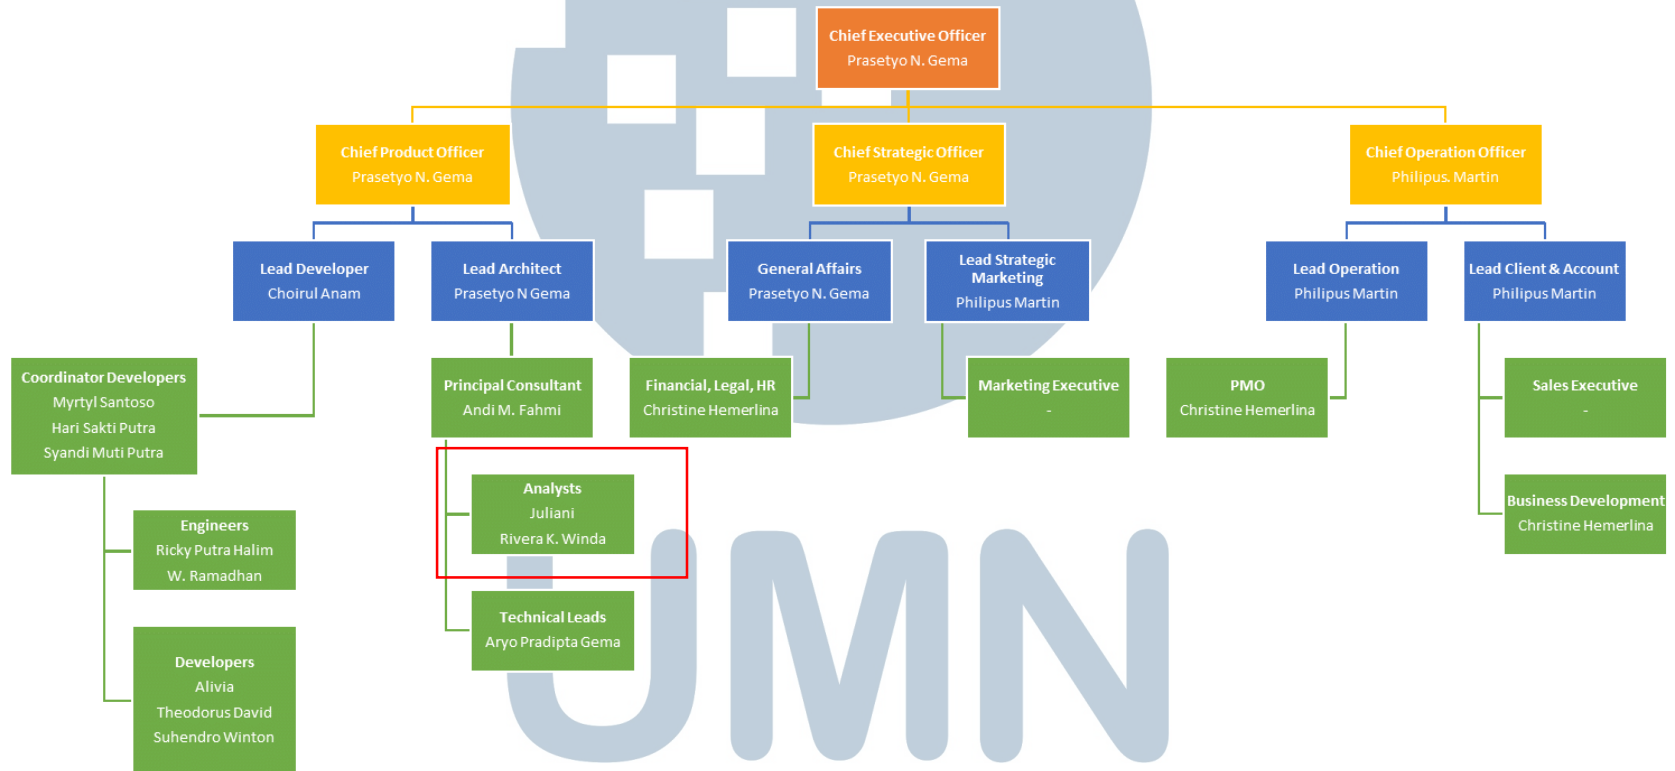 Chief Executive Officer
Prasetyo N. Gema
Chief Product Officer
Prasetyo N. Gema
Chief Strategic Officer
Prasetyo N. Gema
Chief Operation Officer
Philipus. Martin
Lead Developer
Choirul Anam
Lead Architect
Prasetyo N Gema
General Affairs
Prasetyo N. Gema
Lead Strategic
Marketing
Philipus Martin
Lead Operation
Philipus Martin
Lead Client & Account
Philipus Martin
Coordinator Developers
Myrtyl Santoso
Hari Sakti Putra
Syandi Muti Putra
Principal Consultant
Andi M. Fahmi
Financial, Legal, HR
Christine Hemerlina
Marketing Executive
-
PMO
Christine Hemerlina
Sales Executive
-
Analysts
Juliani
Rivera K. Winda
Business Development
Christine Hemerlina
Engineers
Ricky Putra Halim
W. Ramadhan
Technical Leads
Aryo Pradipta Gema
Developers
Alivia
Theodorus David
Suhendro Winton
UMN